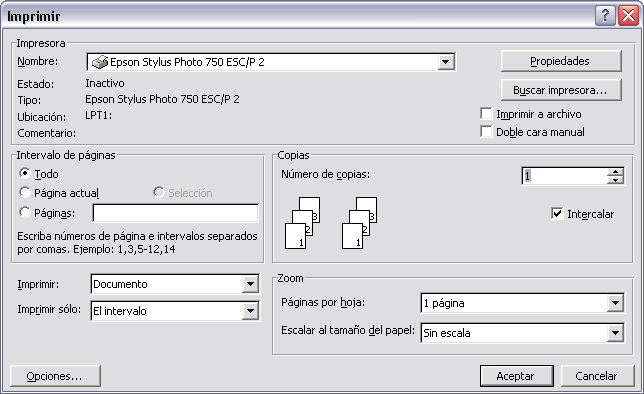 Imprimir
Impresora
Nombre: Epson Stylus Photo 750 ESC/P 2
Propiedades
Estado: Inactivo
Buscar impresora...
Tipo: Epson Stylus Photo 750 ESC/P 2
Ubicación: LPT1:
Imprimir a archivo
Comentario:
Doble cara manual
Intervalo de páginas
Todo
Página actual Selección
Páginas:
Escriba números de página e intervalos separados
por comas. Ejemplo: 1,3,5-12,14
Copias
Número de copias: 1
3 3
2 2
1 1
Intercalar
Imprimir: Documento
Imprimir sólo: El intervalo
Zoom
Páginas por hoja: 1 página
Escalar al tamaño del papel: Sin escala
Opciones... Aceptar Cancelar